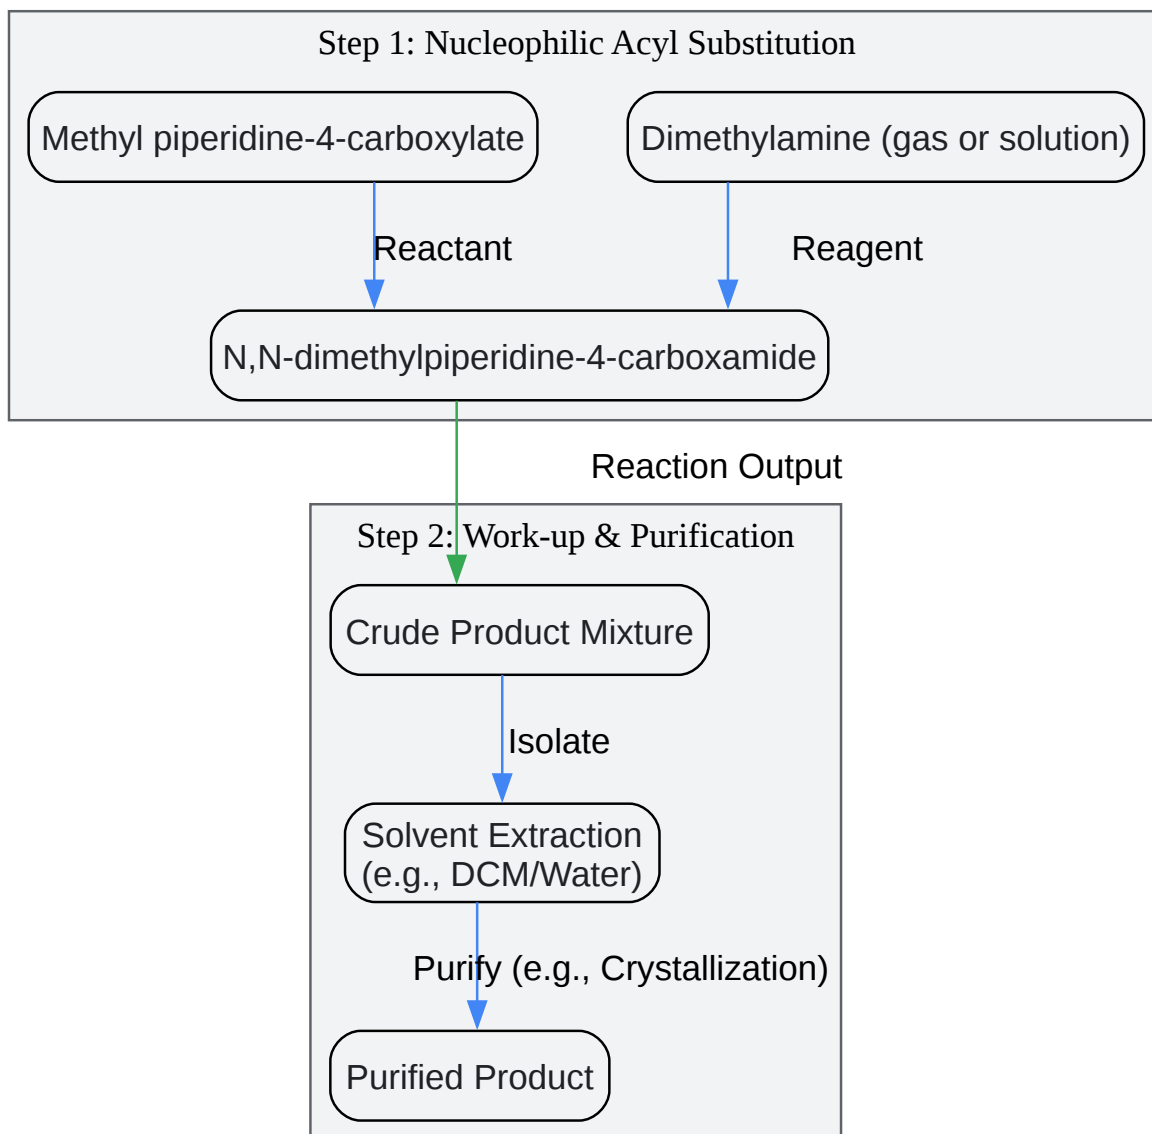 Step 1: Nucleophilic Acyl Substitution
Methyl piperidine-4-carboxylate
Dimethylamine (gas or solution)
Reactant
Reagent
N,N-dimethylpiperidine-4-carboxamide
Reaction Output
Step 2: Work-up & Purification
Crude Product Mixture
Isolate
Solvent Extraction
(e.g., DCM/Water)
Purify (e.g., Crystallization)
Purified Product